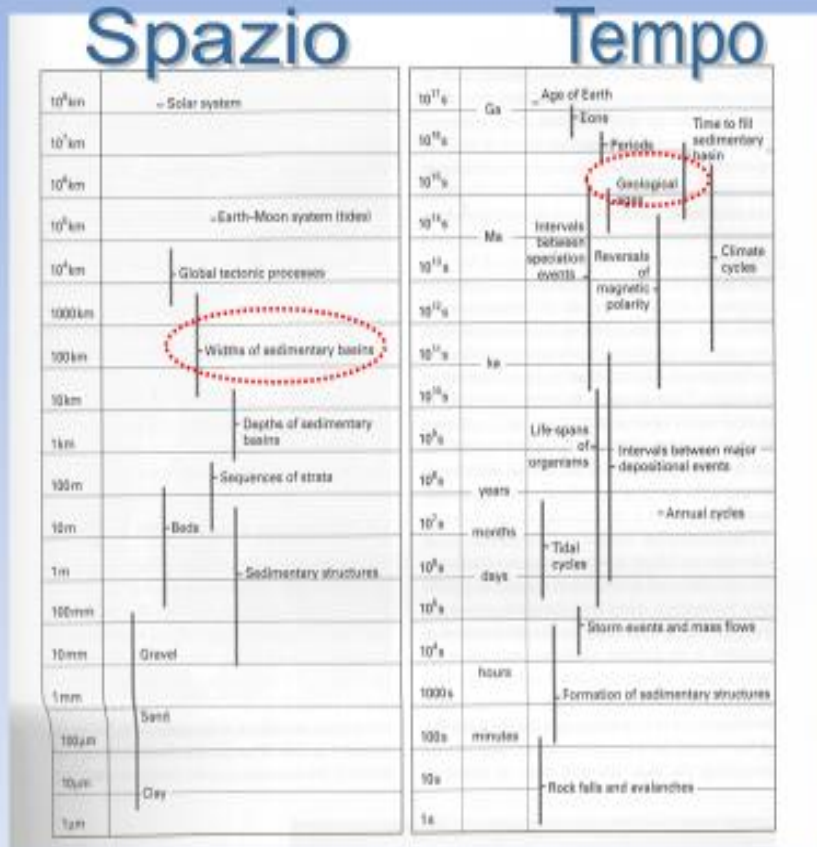 Spazio
Tempo
10⁸km
Solar system
10⁷km
10⁶km
10⁵km
Earth–Moon system (tides)
10⁴km
Global tectonic processes
1000km
Widths of sedimentary basins
100km
10km
Depths of sedimentary
basins
1km
Sequences of strata
100m
10m
Beds
1m
Sedimentary structures
100mm
10mm
Gravel
1mm
Sand
100µm
10µm
Clay
1µm
10¹⁷s
Ga
Age of Earth
Eons
10¹⁶s
Periods
Time to fill
sedimentary
basin
10¹⁵s
Geological
ages
10¹⁴s
Ma
Intervals
between
speciation
events
Reversals
of
magnetic
polarity
Climate
cycles
10¹³s
10¹²s
10¹¹s
ka
10¹⁰s
10⁹s
Life-spans
of
organisms
Intervals between major
depositional events
10⁸s
years
10⁷s
Annual cycles
months
Tidal
cycles
10⁶s
days
10⁵s
Storm events and mass flows
10⁴s
hours
1000s
Formation of sedimentary structures
100s
minutes
10s
Rock falls and avalanches
1s